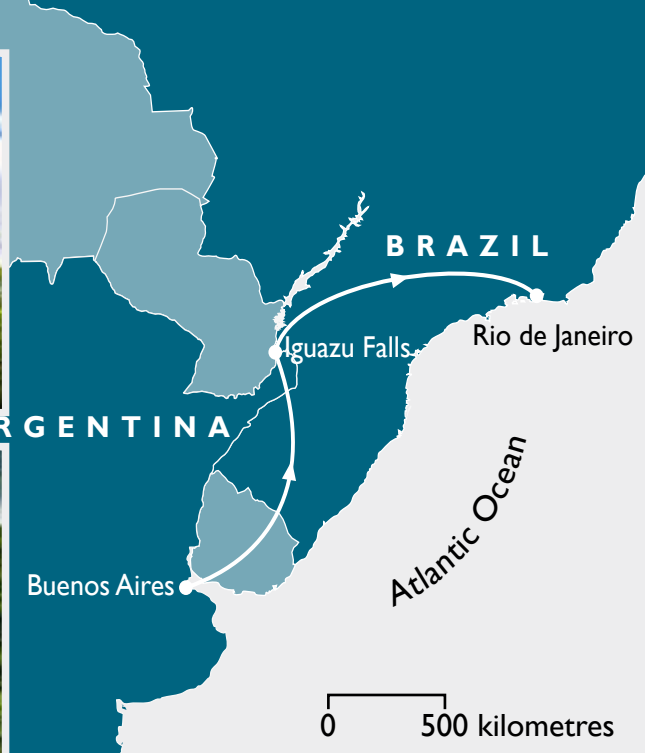 BRAZIL
Rio de Janeiro
Iguazu Falls
RGENTINA
Atlantic Ocean
Buenos Aires
0 500 kilometres